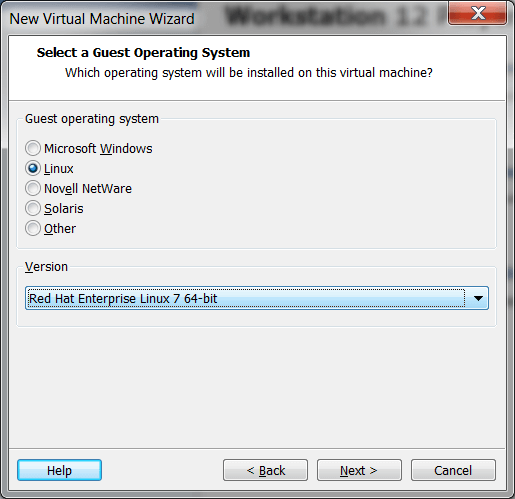 New Virtual Machine Wizard
Workstation 12
Select a Guest Operating System
Which operating system will be installed on this virtual machine?
Guest operating system
Microsoft Windows
Linux
Novell NetWare
Solaris
Other
Version
Red Hat Enterprise Linux 7 64-bit
Help
< Back
Next >
Cancel